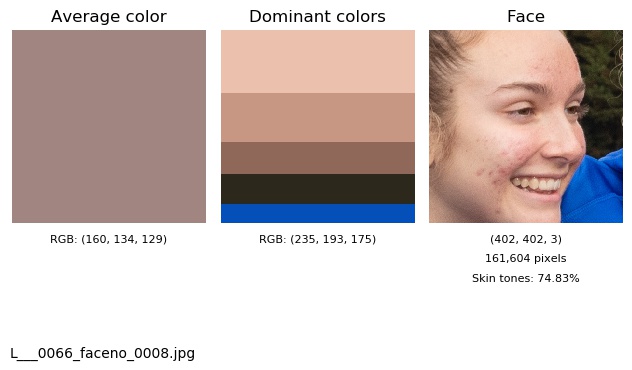 Average color
Dominant colors
Face
RGB: (160, 134, 129)
RGB: (235, 193, 175)
(402, 402, 3)
161,604 pixels
Skin tones: 74.83%
L___0066_faceno_0008.jpg